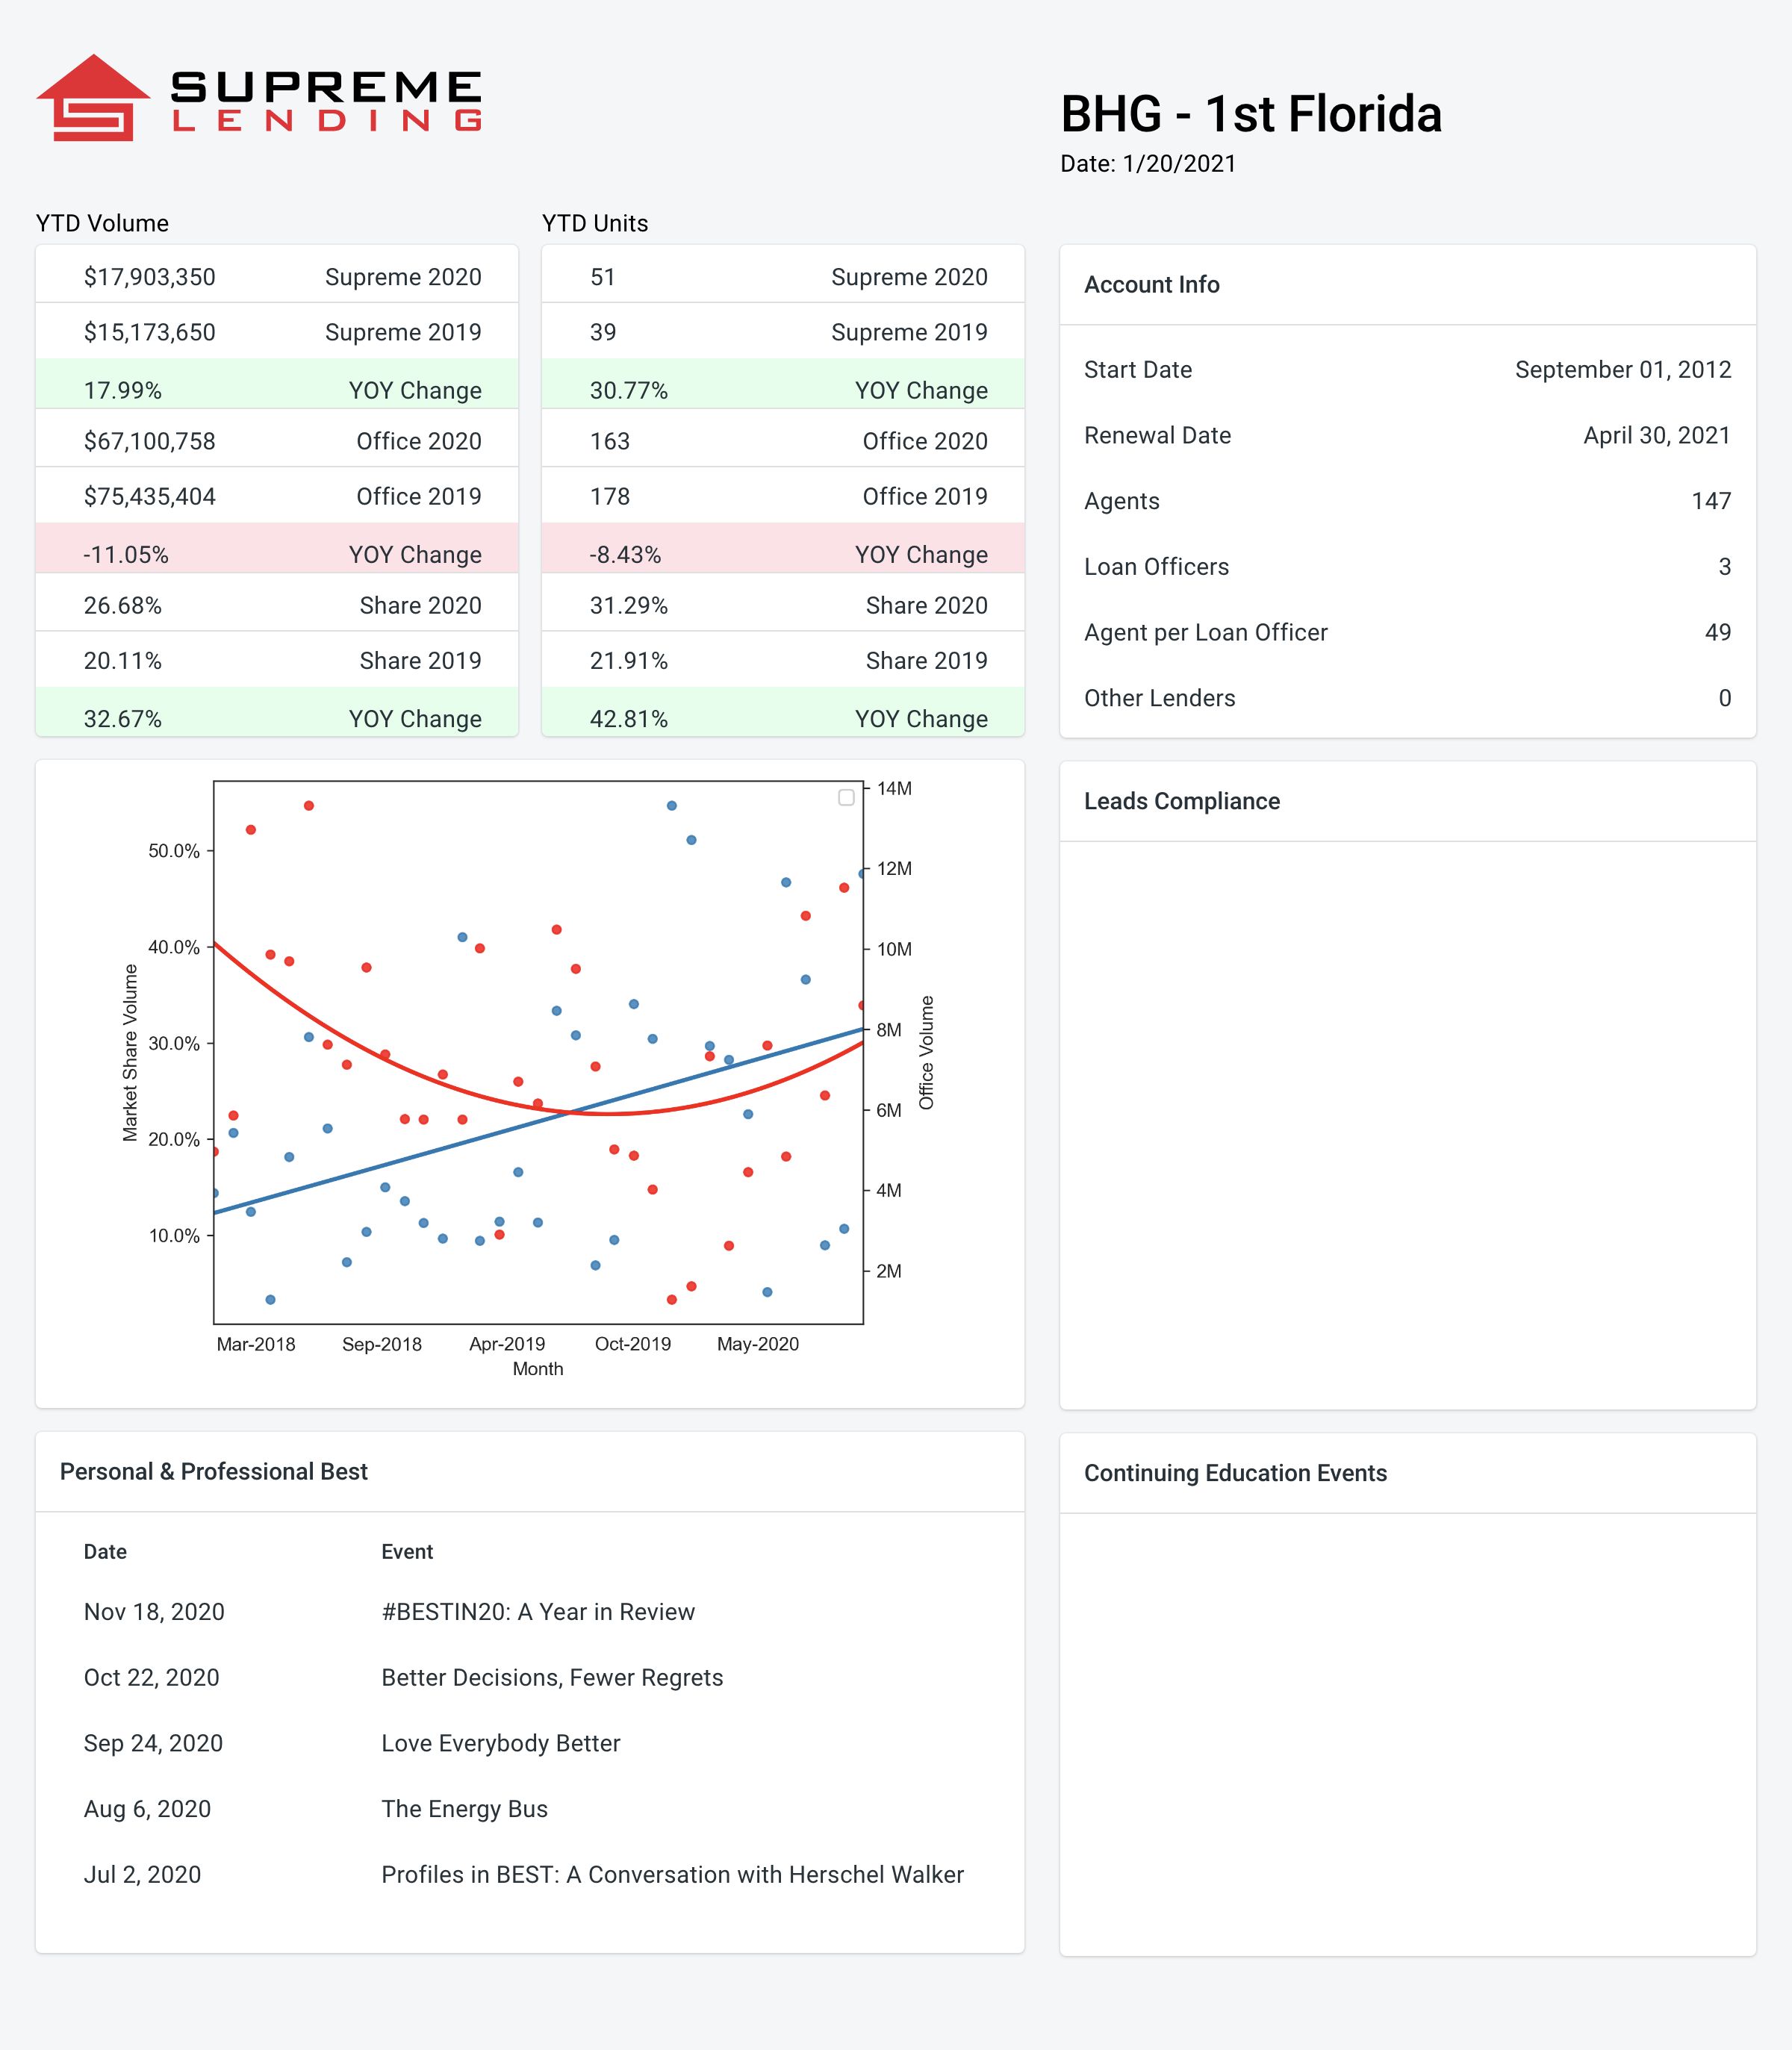 SUPREME
LENDING
BHG - 1st Florida
Date: 1/20/2021
YTD Volume
$17,903,350 Supreme 2020
$15,173,650 Supreme 2019
17.99% YOY Change
$67,100,758 Office 2020
$75,435,404 Office 2019
-11.05% YOY Change
26.68% Share 2020
20.11% Share 2019
32.67% YOY Change
YTD Units
51 Supreme 2020
39 Supreme 2019
30.77% YOY Change
163 Office 2020
178 Office 2019
-8.43% YOY Change
31.29% Share 2020
21.91% Share 2019
42.81% YOY Change
Account Info
Start Date September 01, 2012
Renewal Date April 30, 2021
Agents 147
Loan Officers 3
Agent per Loan Officer 49
Other Lenders 0
Market Share Volume
50.0%
40.0%
30.0%
20.0%
10.0%
14M
12M
10M
8M
6M
4M
2M
Office Volume
Mar-2018 Sep-2018 Apr-2019 Oct-2019 May-2020
Month
Leads Compliance
Personal & Professional Best
Date Event
Nov 18, 2020 #BESTIN20: A Year in Review
Oct 22, 2020 Better Decisions, Fewer Regrets
Sep 24, 2020 Love Everybody Better
Aug 6, 2020 The Energy Bus
Jul 2, 2020 Profiles in BEST: A Conversation with Herschel Walker
Continuing Education Events